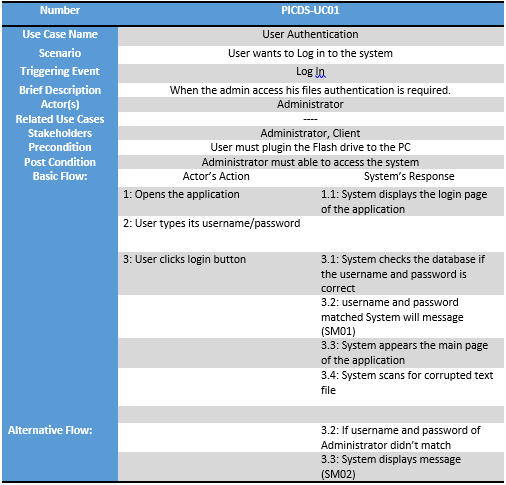 Number PICDS-UC01
Use Case Name User Authentication
Scenario User wants to Log in to the system
Triggering Event Log In
Brief Description When the admin access his files authentication is required.
Actor(s) Administrator
Related Use Cases ----
Stakeholders Administrator, Client
Precondition User must plugin the Flash drive to the PC
Post Condition Administrator must able to access the system
Basic Flow: Actor's Action System's Response
1: Opens the application 1.1: System displays the login page
of the application
2: User types its username/password
3: User clicks login button 3.1: System checks the database if
the username and password is
correct
3.2: username and password
matched System will message
(SM01)
3.3: System appears the main page
of the application
3.4: System scans for corrupted text
file
Alternative Flow: 3.2: If username and password of
Administrator didn't match
3.3: System displays message
(SM02)